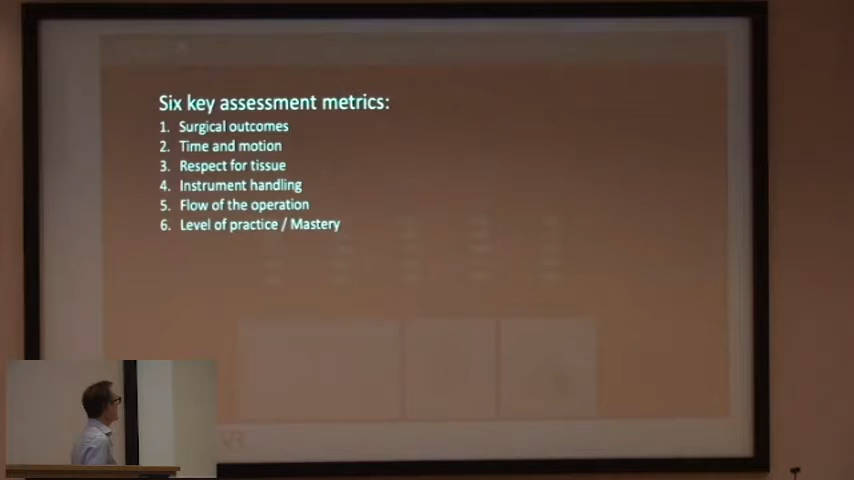 Six key assessment metrics:
1. Surgical outcomes
2. Time and motion
3. Respect for tissue
4. Instrument handling
5. Flow of the operation
6. Level of practice / Mastery
VR